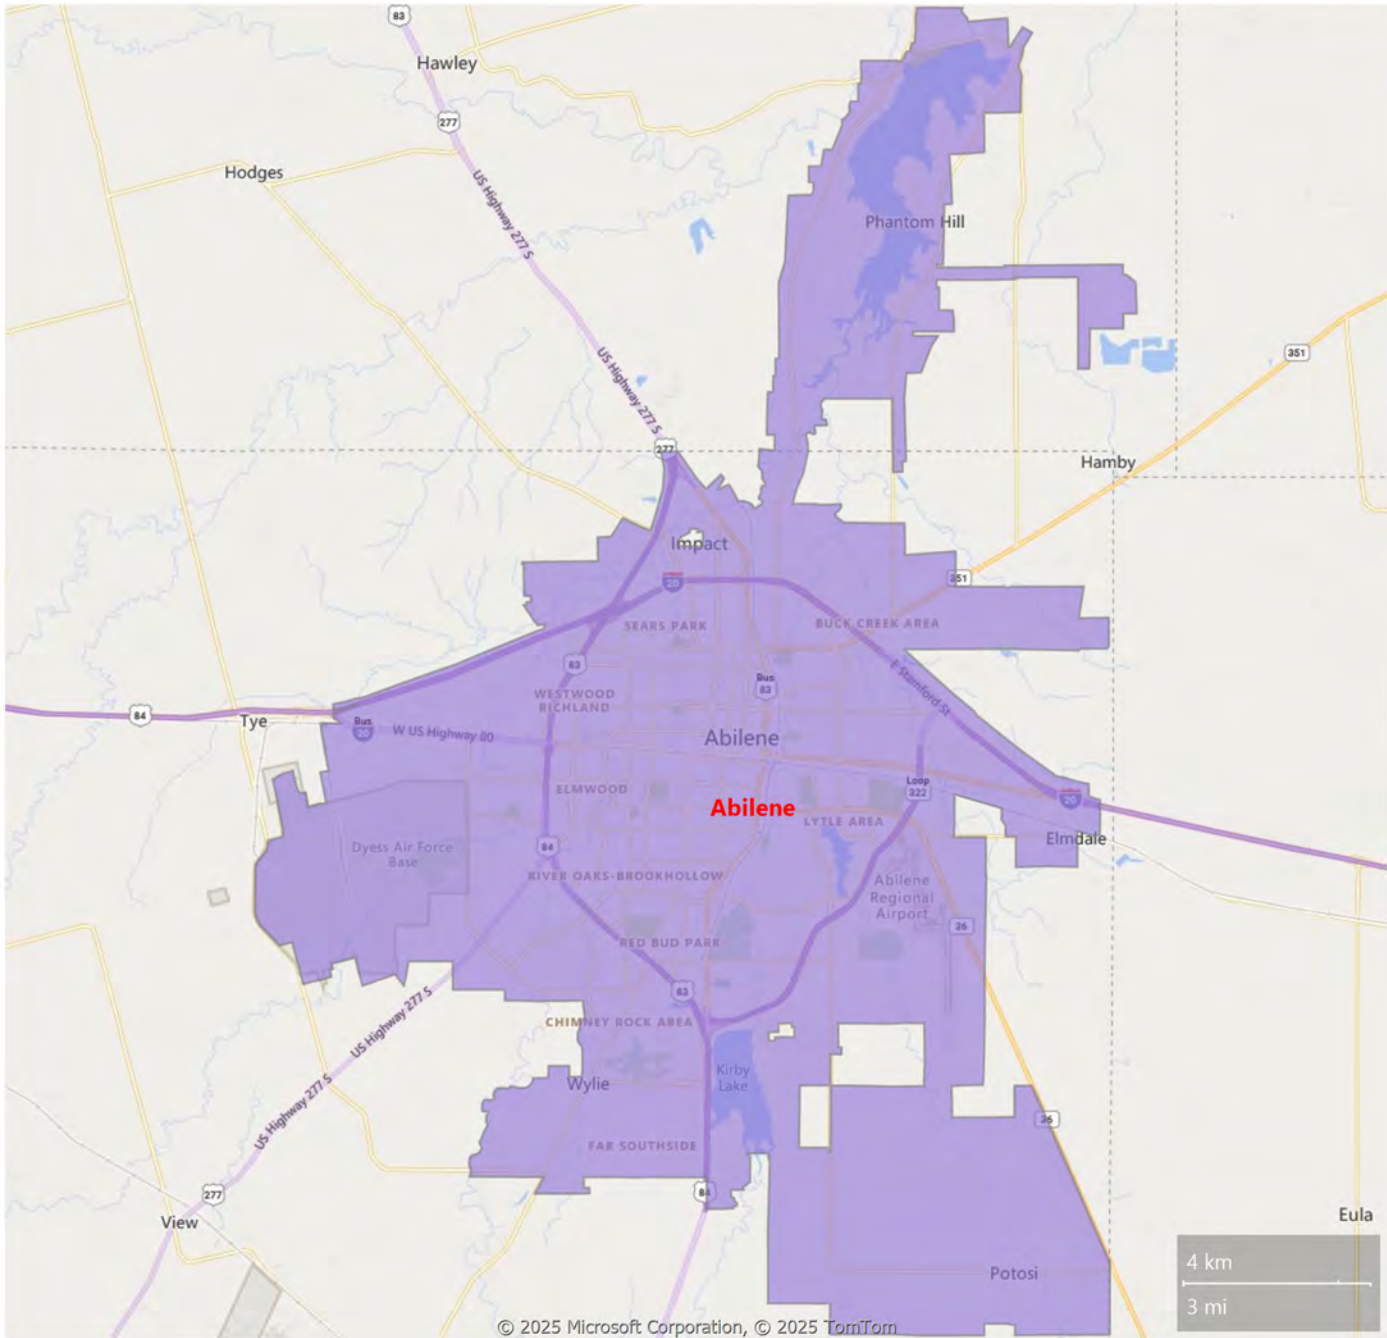 83
Hawley
277
Hodges
US Highway 277 S
Phantom Hill
351
US Highway 277 S
277
Hamby
Impact
20
351
SEARS PARK
BUCK CREEK AREA
83
E Stamford St
Bus
83
WESTWOOD
RICHLAND
84
Tye
Bus
20
W US Highway 80
Abilene
ELMWOOD
Loop
322
20
Abilene
LYTLE AREA
Elmdale
Dyess Air Force
Base
84
RIVER OAKS-BROOKHOLLOW
Abilene
Regional
Airport
36
RED BUD PARK
83
US Highway 277 S
CHIMNEY ROCK AREA
Kirby
Lake
Wylie
US Highway 277 S
36
FAR SOUTHSIDE
277
84
View
Eula
Potosi
4 km
3 mi
© 2025 Microsoft Corporation, © 2025 TomTom